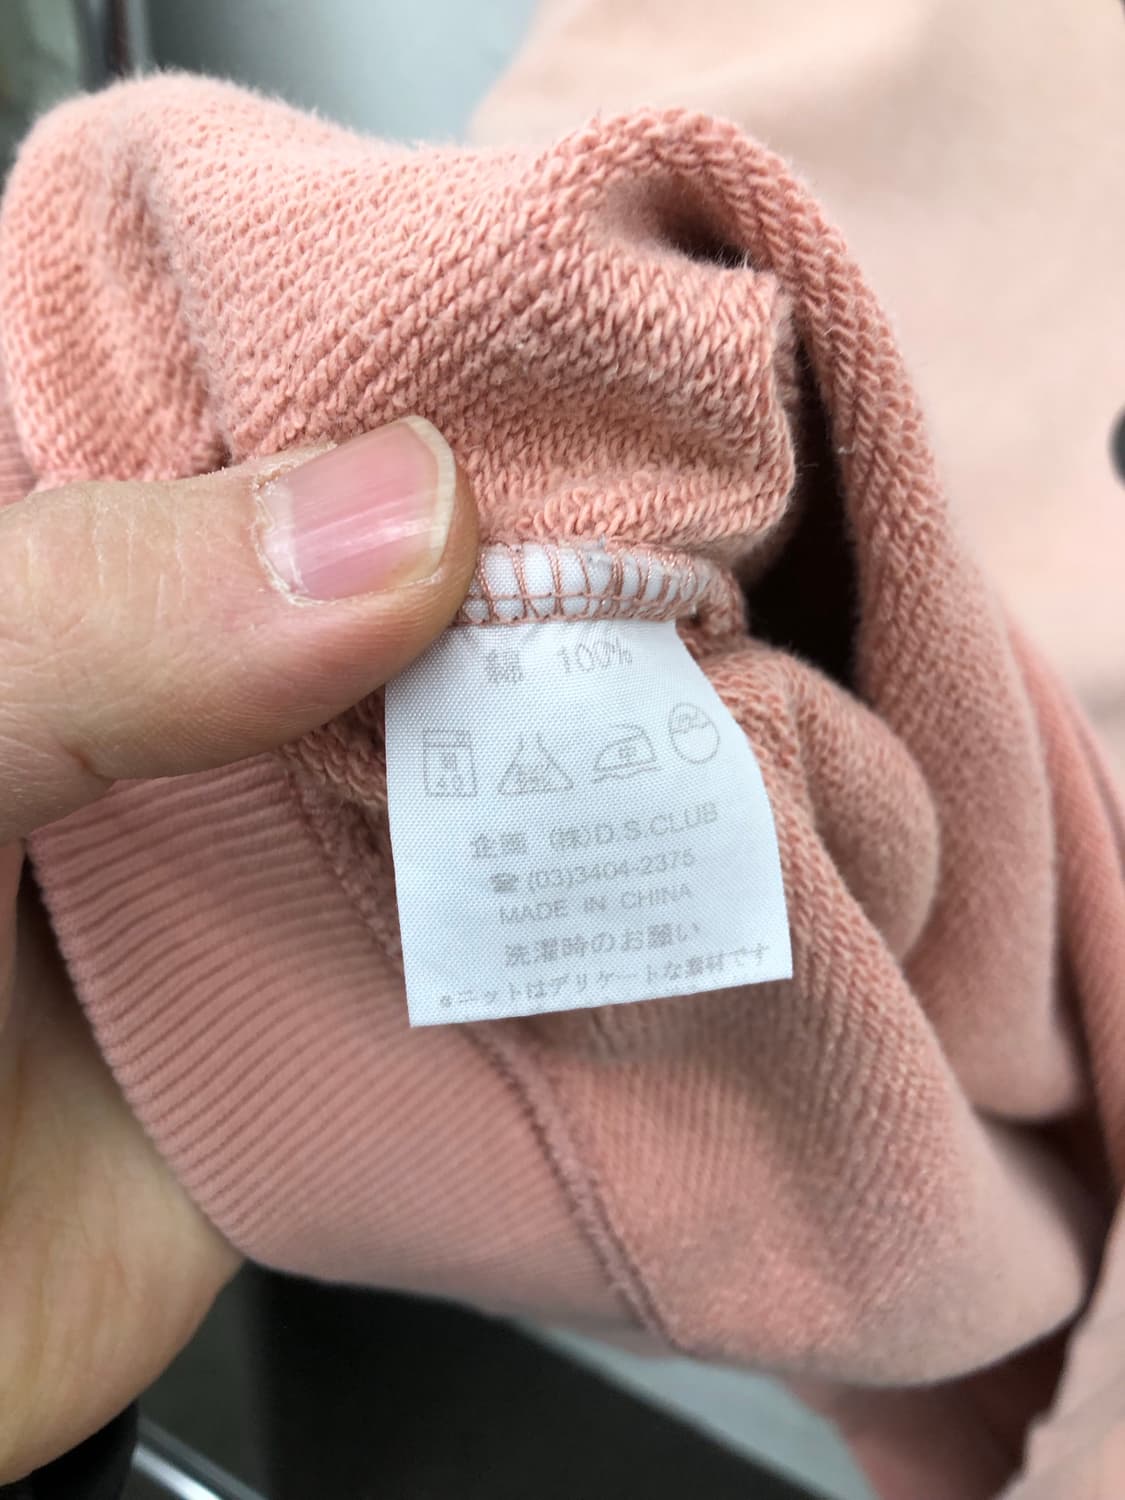 綿 100%
40
企画 (株)D.S.CLUB
☎(03)3404-2375
MADE IN CHINA
洗濯時のお願い
●ニットはデリケートな素材です